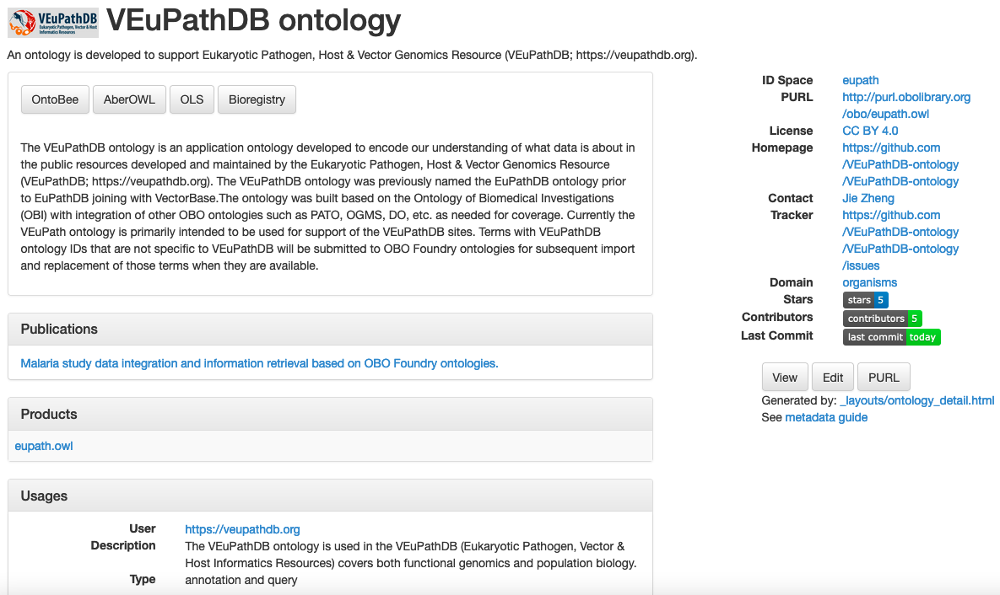 VEuPathDB
Eukaryotic Pathogen, Vector & Host
Informatics Resources
VEuPathDB ontology
An ontology is developed to support Eukaryotic Pathogen, Host & Vector Genomics Resource (VEuPathDB; https://veupathdb.org).
OntoBee AberOWL OLS Bioregistry
The VEuPathDB ontology is an application ontology developed to encode our understanding of what data is about in
the public resources developed and maintained by the Eukaryotic Pathogen, Host & Vector Genomics Resource
(VEuPathDB; https://veupathdb.org). The VEuPathDB ontology was previously named the EuPathDB ontology prior
to EuPathDB joining with VectorBase.The ontology was built based on the Ontology of Biomedical Investigations
(OBI) with integration of other OBO ontologies such as PATO, OGMS, DO, etc. as needed for coverage. Currently the
VEuPath ontology is primarily intended to be used for support of the VEuPathDB sites. Terms with VEuPathDB
ontology IDs that are not specific to VEuPathDB will be submitted to OBO Foundry ontologies for subsequent import
and replacement of those terms when they are available.
Publications
Malaria study data integration and information retrieval based on OBO Foundry ontologies.
Products
eupath.owl
Usages
User https://veupathdb.org
Description The VEuPathDB ontology is used in the VEuPathDB (Eukaryotic Pathogen, Vector &
Host Informatics Resources) covers both functional genomics and population biology.
Type annotation and query
ID Space eupath
PURL http://purl.obolibrary.org
/obo/eupath.owl
License CC BY 4.0
Homepage https://github.com
/VEuPathDB-ontology
/VEuPathDB-ontology
Contact Jie Zheng
Tracker https://github.com
/VEuPathDB-ontology
/VEuPathDB-ontology
/issues
Domain organisms
Stars stars 5
Contributors contributors 5
Last Commit last commit today
View Edit PURL
Generated by: _layouts/ontology_detail.html
See metadata guide